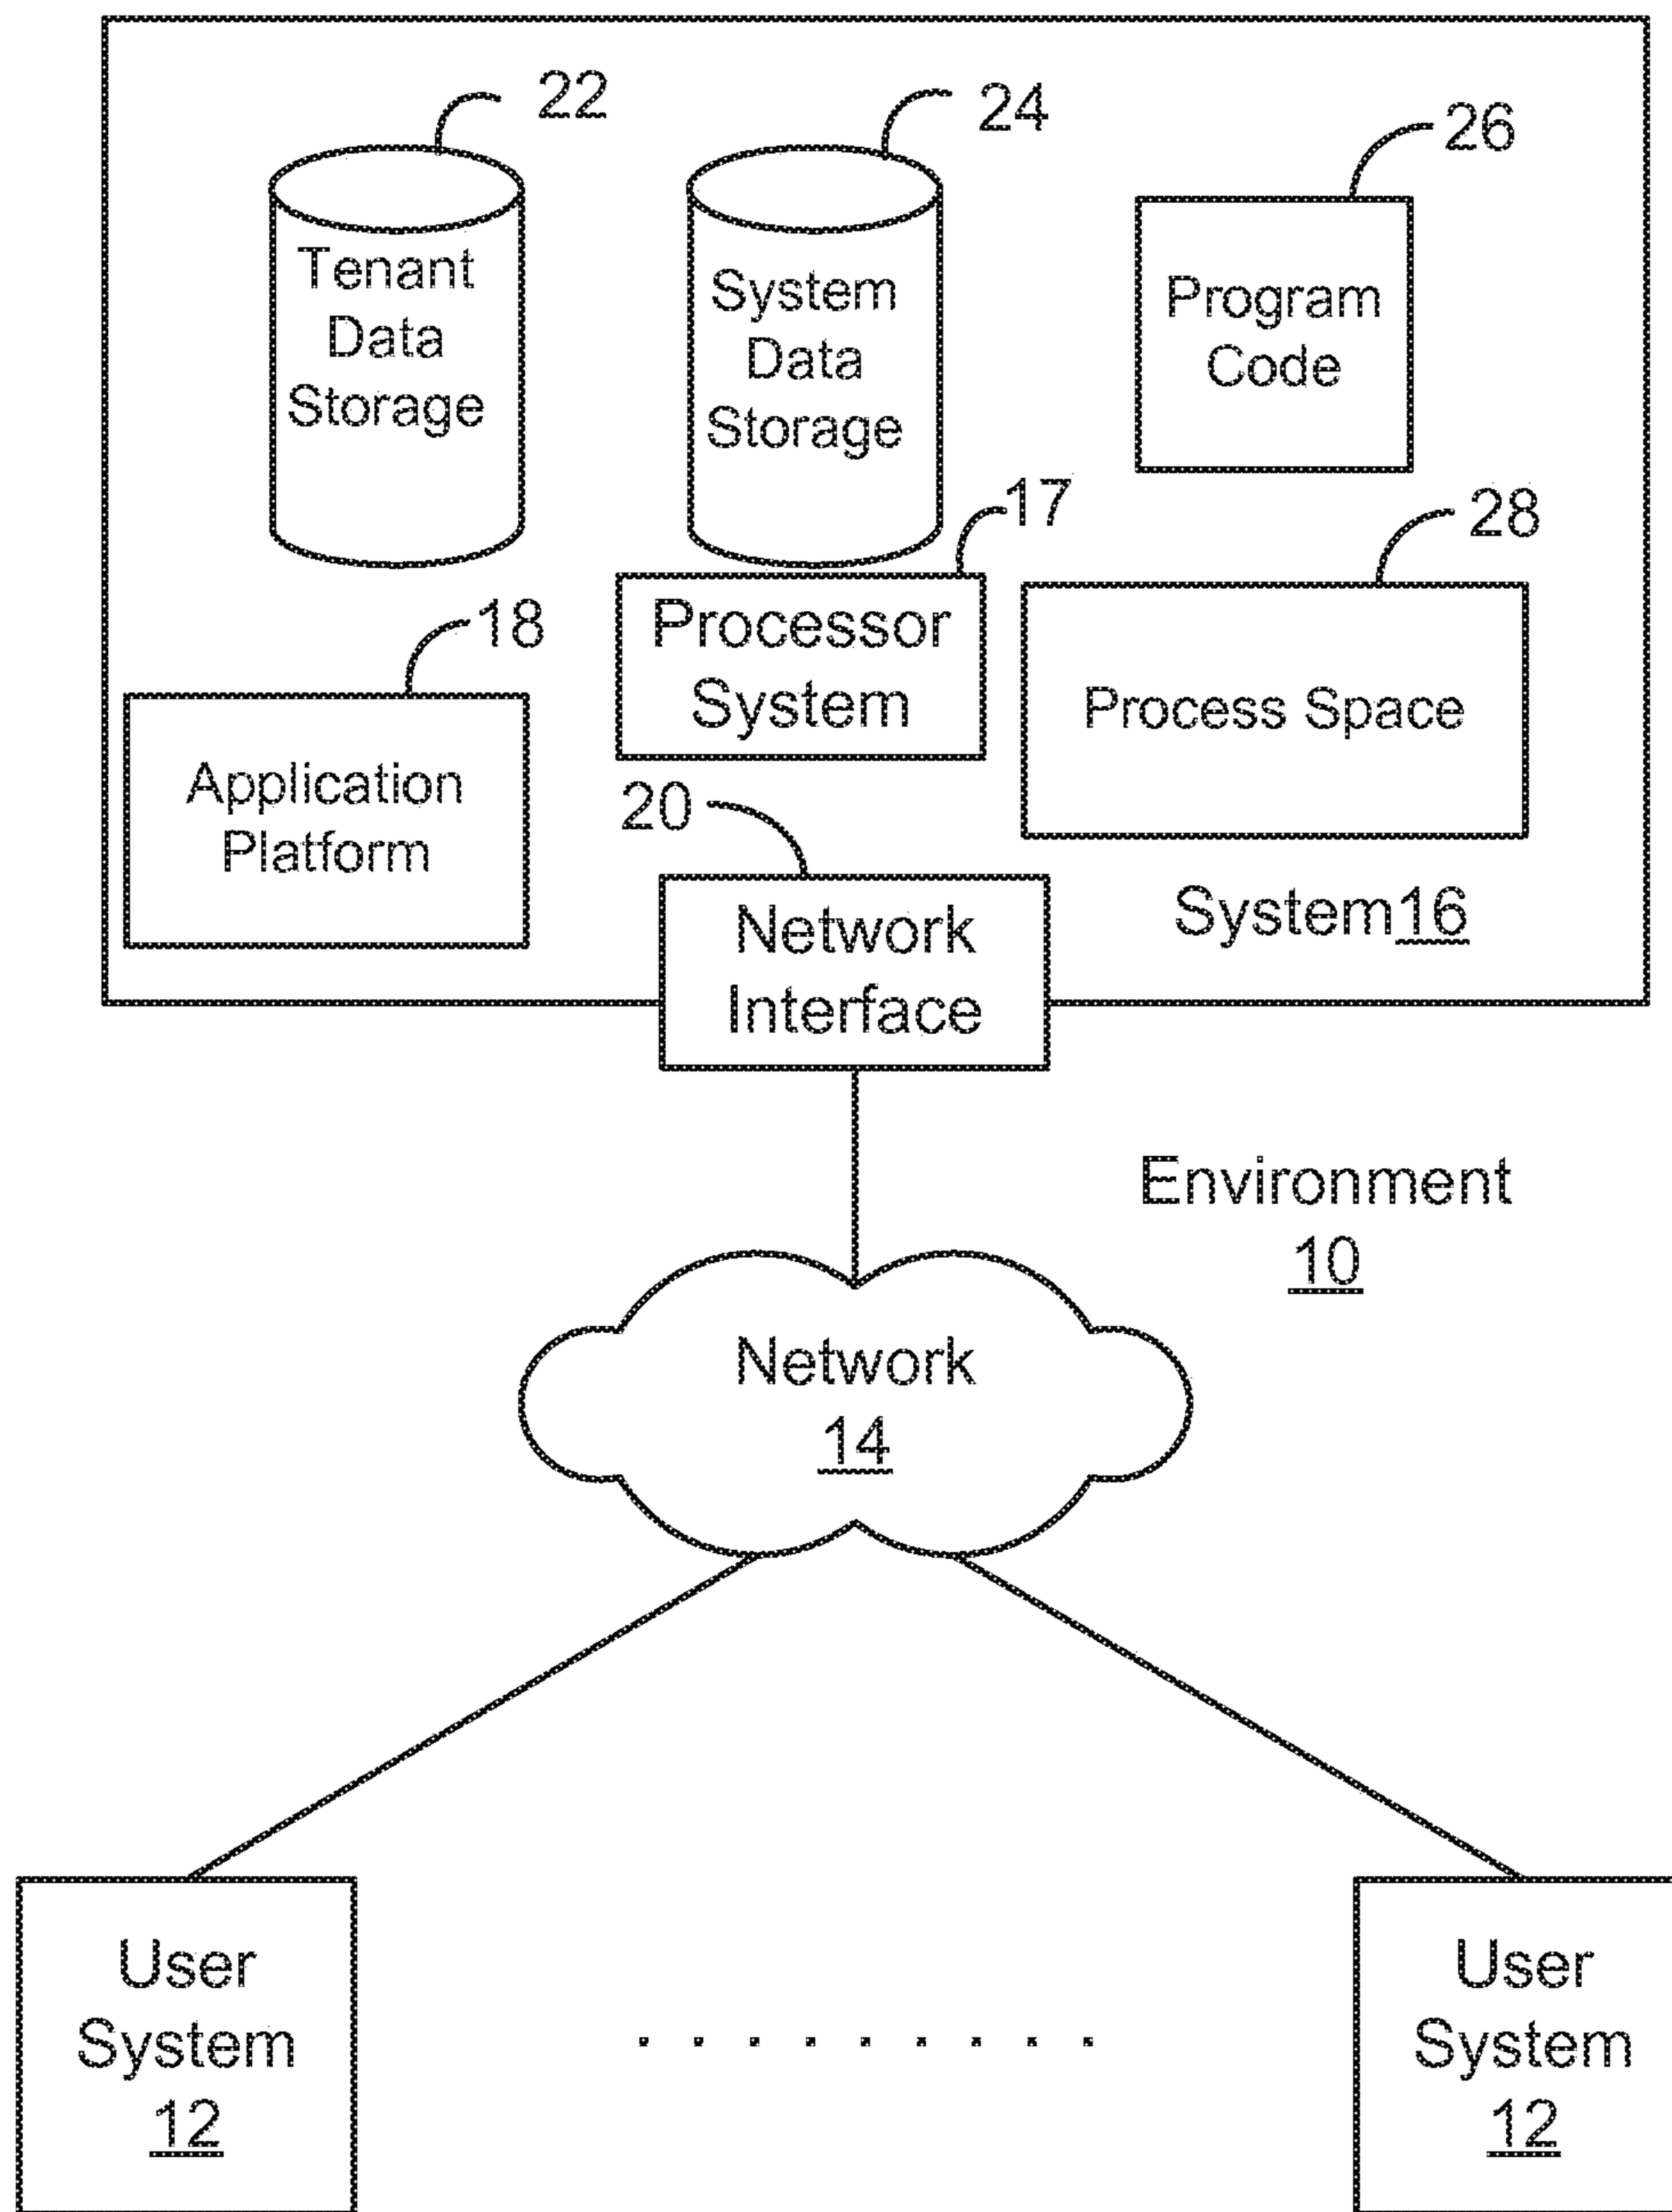 22
24
26
Tenant
Data
Storage
System
Data
Storage
Program
Code
17
28
18
Processor
System
Process Space
Application
Platform
20
Network
Interface
System16
Environment
10
Network
14
User
System
12
User
System
12